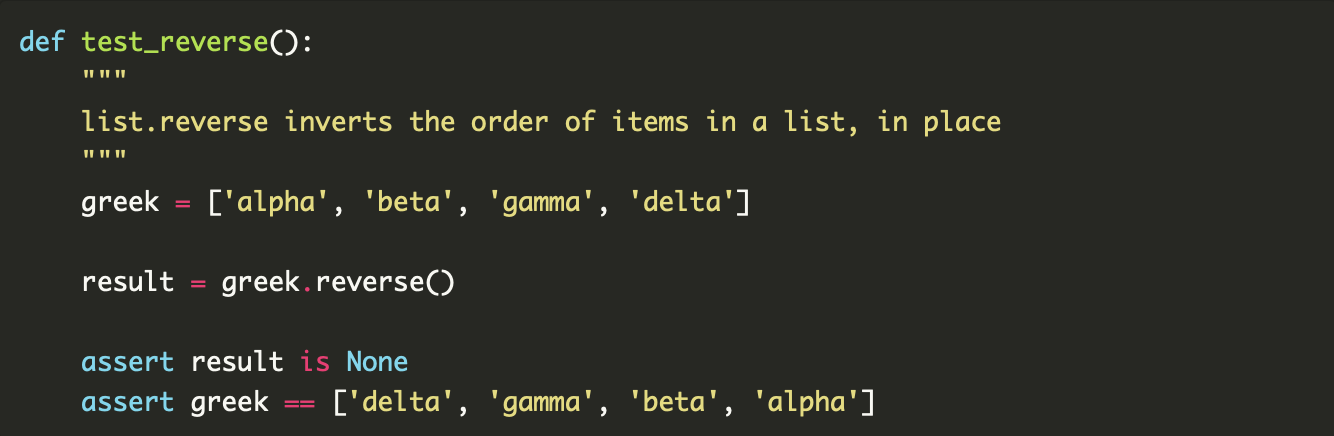 def test_reverse():
    """
    list.reverse inverts the order of items in a list, in place
    """
    greek = ['alpha', 'beta', 'gamma', 'delta']
    result = greek.reverse()
    assert result is None
    assert greek == ['delta', 'gamma', 'beta', 'alpha']